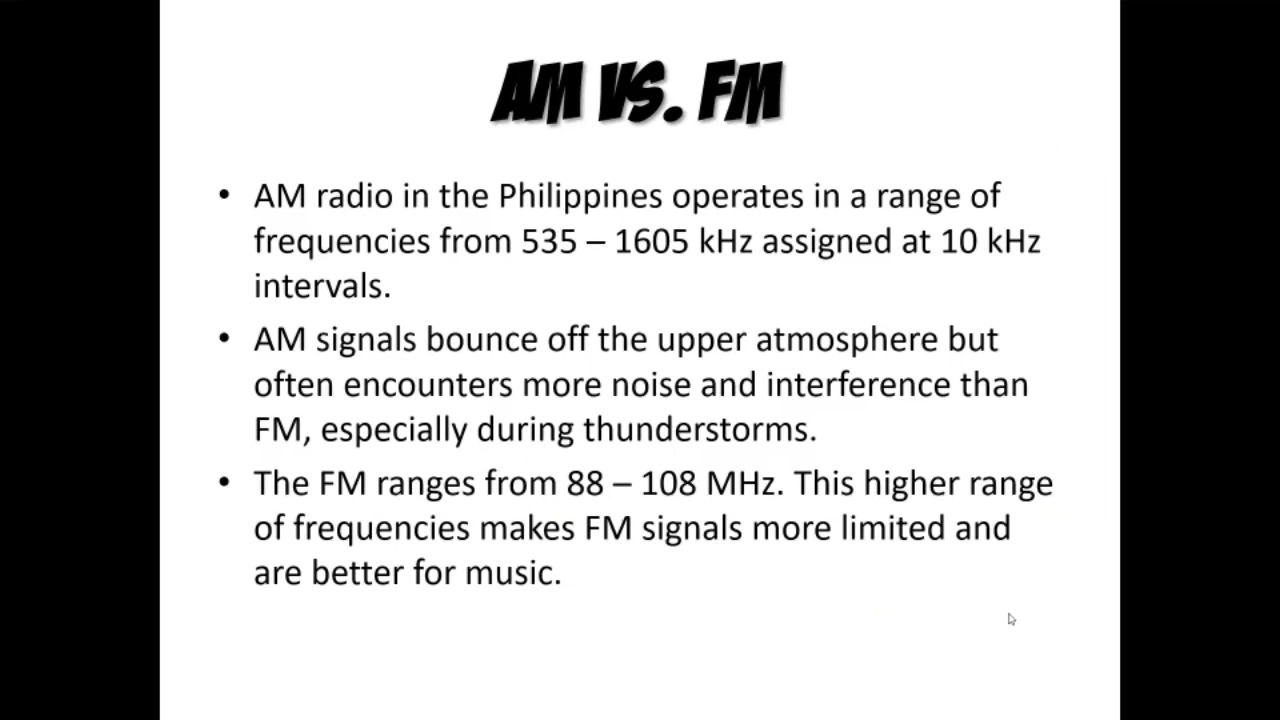 AM VS. FM
• AM radio in the Philippines operates in a range of
frequencies from 535 – 1605 kHz assigned at 10 kHz
intervals.
• AM signals bounce off the upper atmosphere but
often encounters more noise and interference than
FM, especially during thunderstorms.
• The FM ranges from 88 – 108 MHz. This higher range
of frequencies makes FM signals more limited and
are better for music.